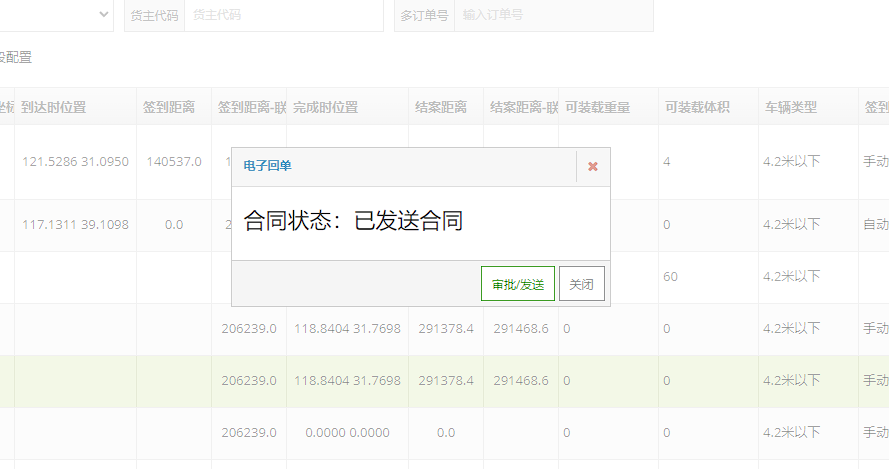 货主代码 货主代码 多订单号 输入订单号
配置
到达时位置 签到距离 签到距离-联 完成时位置 结案距离 结案距离-联 可装载重量 可装载体积 车辆类型 签到
121.5286 31.0950 140537.0 1 4 4.2米以下 手动
电子回单
合同状态：已发送合同
117.1311 39.1098 0.0 2 0 4.2米以下 自动
审批/发送 关闭
60 4.2米以下
206239.0 118.8404 31.7698 291378.4 291468.6 0 0 4.2米以下 手动
206239.0 118.8404 31.7698 291378.4 291468.6 0 0 4.2米以下 手动
206239.0 0.0000 0.0000 0.0 0 0 4.2米以下 手动